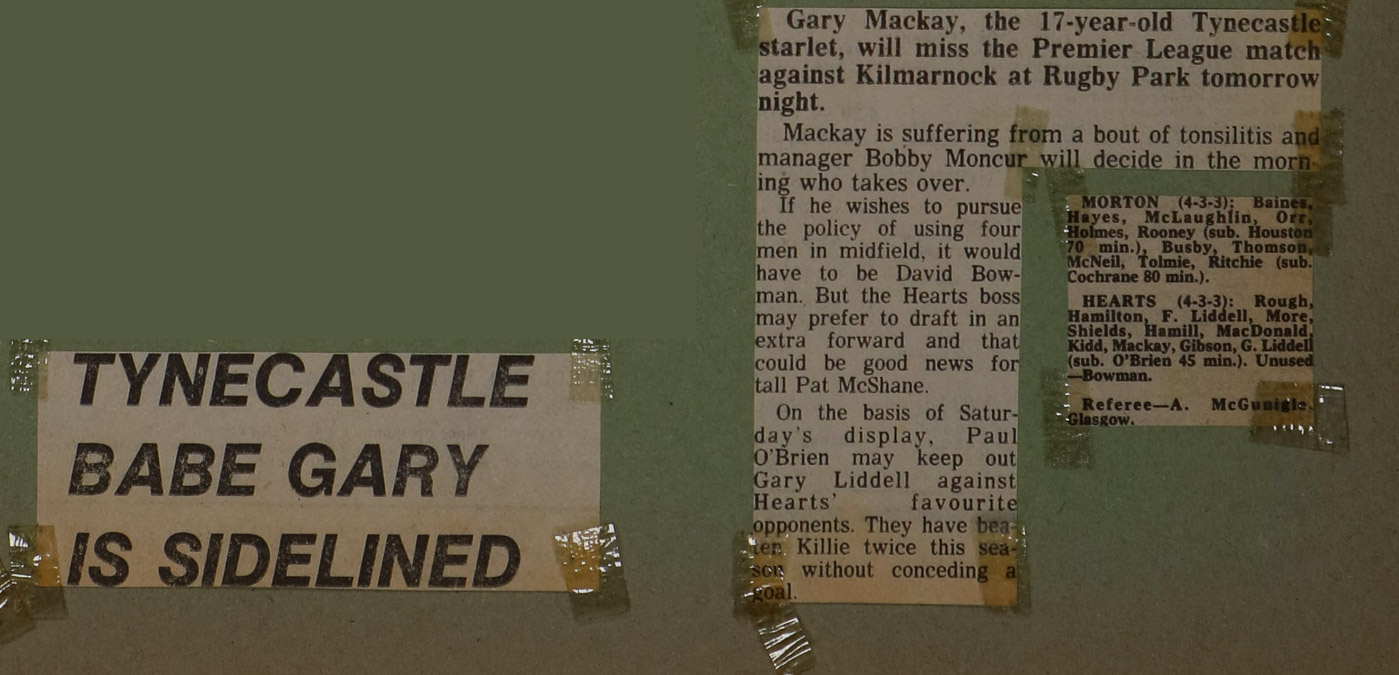 TYNECASTLE
BABE GARY
IS SIDELINED
Gary Mackay, the 17-year-old Tynecastle
starlet, will miss the Premier League match
against Kilmarnock at Rugby Park tomorrow
night.
Mackay is suffering from a bout of tonsilitis and
manager Bobby Moncur will decide in the morn-
ing who takes over.
If he wishes to pursue
the policy of using four
men in midfield, it would
have to be David Bow-
man. But the Hearts boss
may prefer to draft in an
extra forward and that
could be good news for
tall Pat McShane.
On the basis of Satur-
day's display, Paul
O'Brien may keep out
Gary Liddell against
Hearts' favourite
opponents. They have bea-
ten Killie twice this sea-
son without conceding a
goal.
MORTON (4-3-3): Baines,
Hayes, McLaughlin, Orr,
Holmes, Rooney (sub. Houston
70 min.), Busby, Thomson,
McNeil, Tolmie, Ritchie (sub.
Cochrane 80 min.).
HEARTS (4-3-3): Rough,
Hamilton, F. Liddell, More,
Shields, Hamill, MacDonald,
Kidd, Mackay, Gibson, G. Liddell
(sub. O'Brien 45 min.). Unused
—Bowman.
Referee—A. McGunigle,
Glasgow.